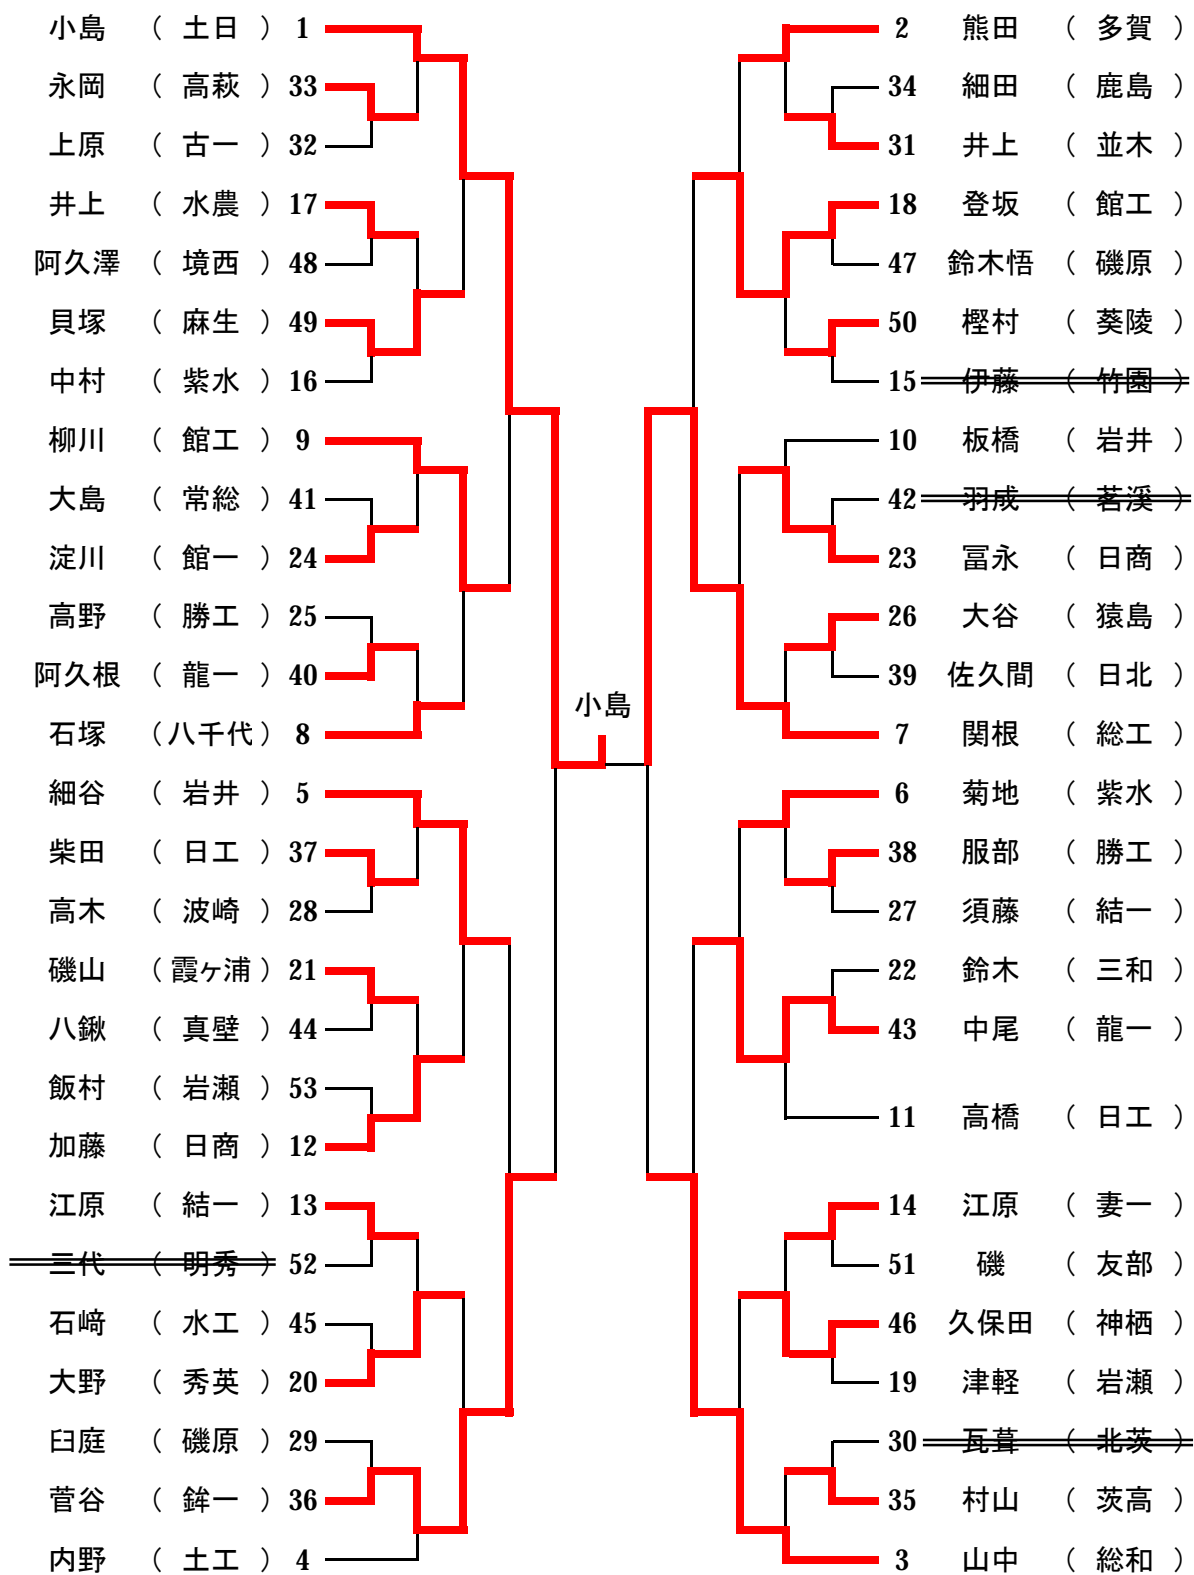 小島 （ 土日 ） 1 2 熊田 （ 多賀 ）
永岡 （ 高萩 ） 33 34 細田 （ 鹿島 ）
上原 （ 古一 ） 32 31 井上 （ 並木 ）
井上 （ 水農 ） 17 18 登坂 （ 館工 ）
阿久澤 （ 境西 ） 48 47 鈴木悟 （ 磯原 ）
貝塚 （ 麻生 ） 49 50 樫村 （ 葵陵 ）
中村 （ 紫水 ） 16 15 伊藤 （ 竹園 ）
柳川 （ 館工 ） 9 10 板橋 （ 岩井 ）
大島 （ 常総 ） 41 42 羽成 （ 茗溪 ）
淀川 （ 館一 ） 24 23 冨永 （ 日商 ）
高野 （ 勝工 ） 25 26 大谷 （ 猿島 ）
阿久根 （ 龍一 ） 40 39 佐久間 （ 日北 ）
小島
石塚 （八千代） 8 7 関根 （ 総工 ）
細谷 （ 岩井 ） 5 6 菊地 （ 紫水 ）
柴田 （ 日工 ） 37 38 服部 （ 勝工 ）
高木 （ 波崎 ） 28 27 須藤 （ 結一 ）
磯山 （霞ヶ浦） 21 22 鈴木 （ 三和 ）
八鍬 （ 真壁 ） 44 43 中尾 （ 龍一 ）
飯村 （ 岩瀬 ） 53
11 高橋 （ 日工 ）
加藤 （ 日商 ） 12
江原 （ 結一 ） 13 14 江原 （ 妻一 ）
三代 （ 明秀 ） 52 51 磯 （ 友部 ）
石﨑 （ 水工 ） 45 46 久保田 （ 神栖 ）
大野 （ 秀英 ） 20 19 津軽 （ 岩瀬 ）
臼庭 （ 磯原 ） 29 30 瓦葺 （ 北茨 ）
菅谷 （ 鉾一 ） 36 35 村山 （ 茨高 ）
内野 （ 土工 ） 4 3 山中 （ 総和 ）